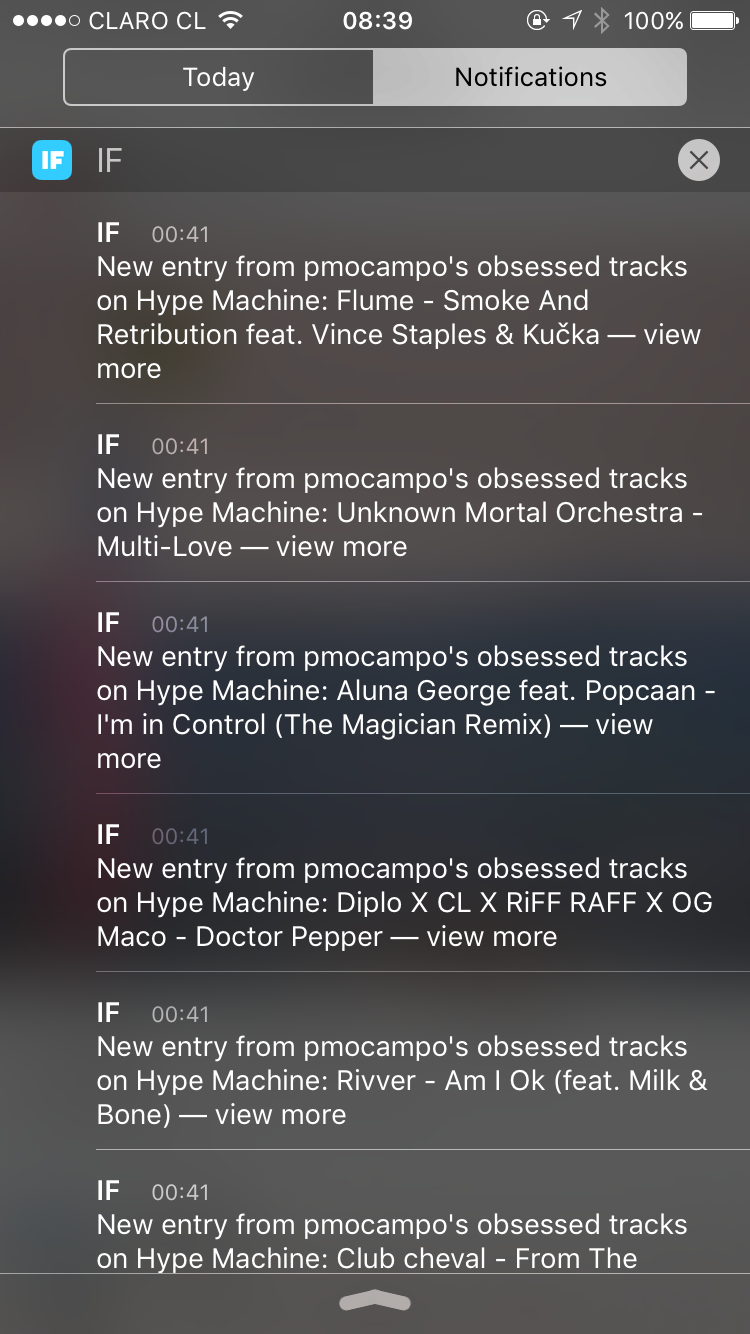 CLARO CL 08:39 100%
Today Notifications
IF IF
IF 00:41
New entry from pmocampo's obsessed tracks
on Hype Machine: Flume - Smoke And
Retribution feat. Vince Staples & Kučka — view
more
IF 00:41
New entry from pmocampo's obsessed tracks
on Hype Machine: Unknown Mortal Orchestra -
Multi-Love — view more
IF 00:41
New entry from pmocampo's obsessed tracks
on Hype Machine: Aluna George feat. Popcaan -
I'm in Control (The Magician Remix) — view
more
IF 00:41
New entry from pmocampo's obsessed tracks
on Hype Machine: Diplo X CL X RiFF RAFF X OG
Maco - Doctor Pepper — view more
IF 00:41
New entry from pmocampo's obsessed tracks
on Hype Machine: Rivver - Am I Ok (feat. Milk &
Bone) — view more
IF 00:41
New entry from pmocampo's obsessed tracks
on Hype Machine: Club cheval - From The